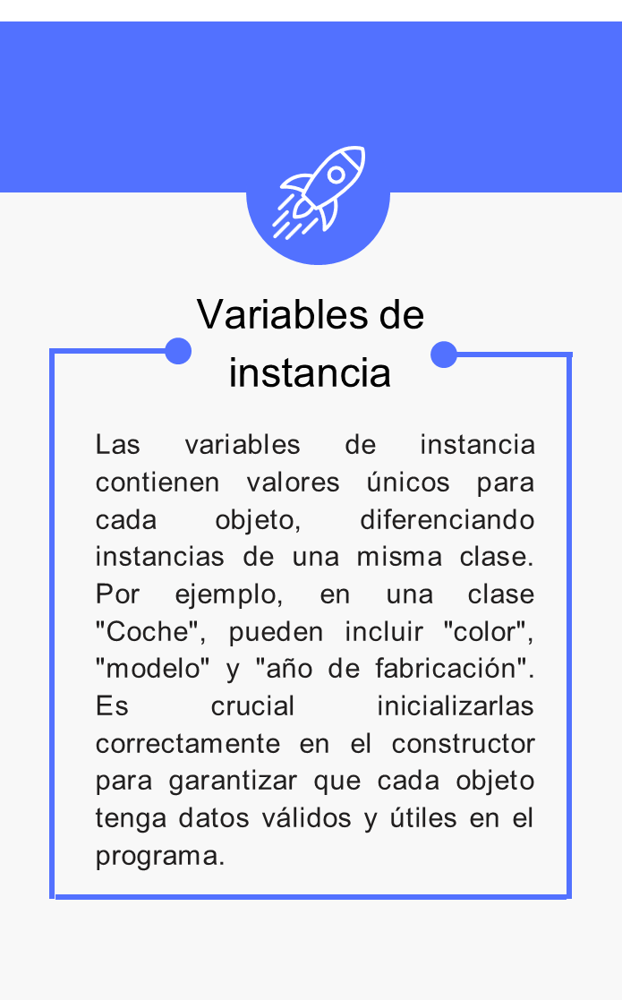 Variables de
instancia
Las variables de instancia
contienen valores únicos para
cada objeto, diferenciando
instancias de una misma clase.
Por ejemplo, en una clase
"Coche", pueden incluir "color",
"modelo" y "año de fabricación".
Es crucial inicializarlas
correctamente en el constructor
para garantizar que cada objeto
tenga datos válidos y útiles en el
programa.